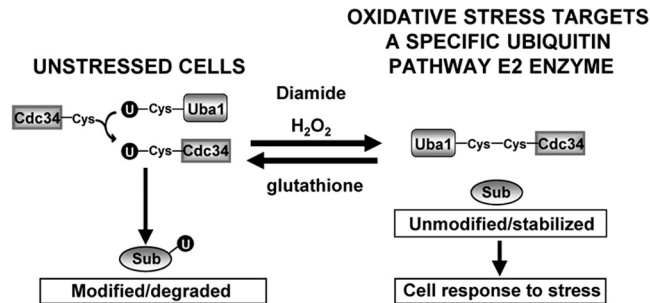 OXIDATIVE STRESS TARGETS
A SPECIFIC UBIQUITIN
PATHWAY E2 ENZYME
UNSTRESSED CELLS
Cdc34 Cys U Cys Uba1
U Cys Cdc34
Diamide
H₂O₂
glutathione
Uba1 Cys Cys Cdc34
Sub U
Modified/degraded
Sub
Unmodified/stabilized
Cell response to stress